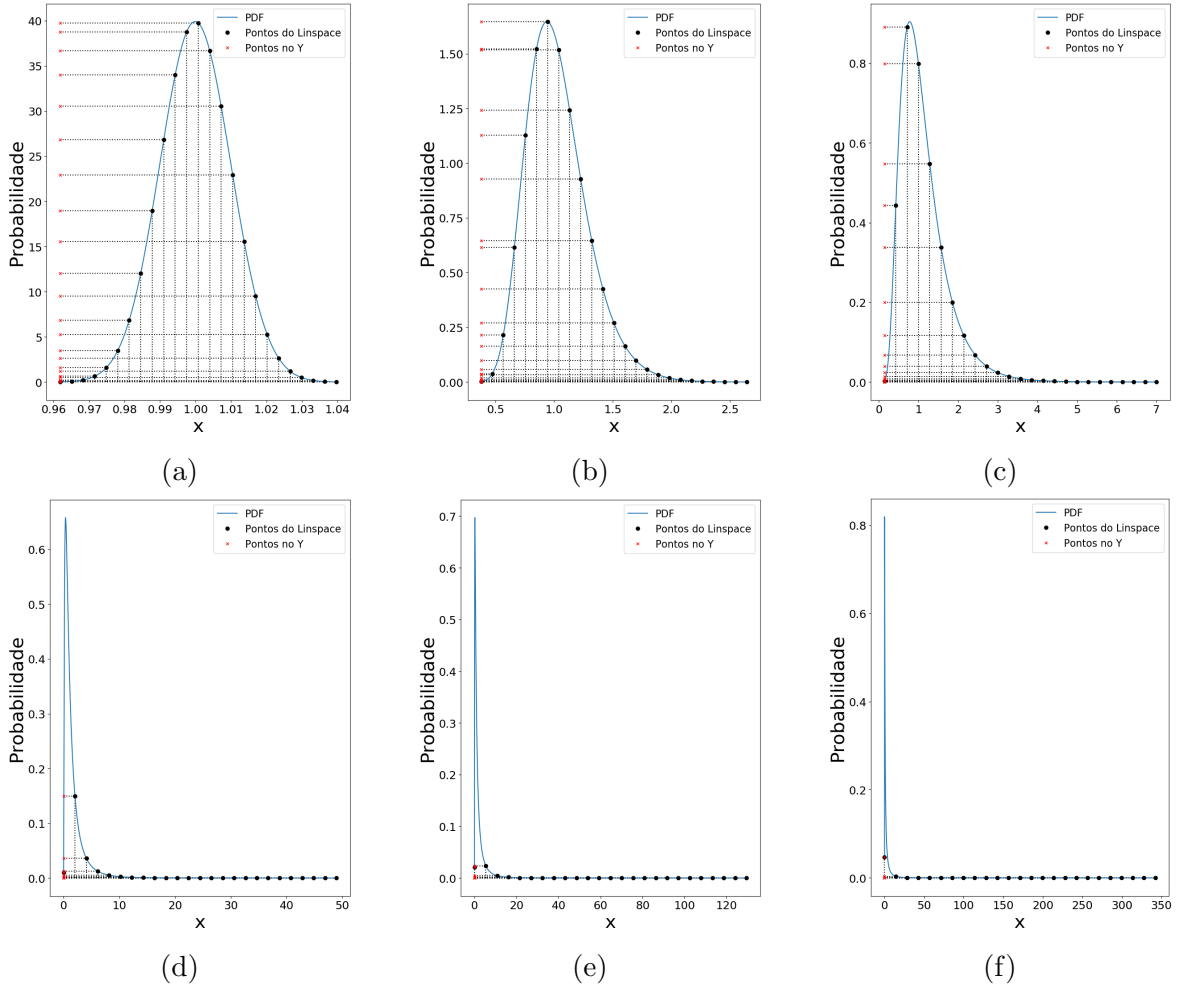 PDF
Pontos do Linspace
Pontos no Y
Probabilidade
40
35
30
25
20
15
10
5
0
0.96 0.97 0.98 0.99 1.00 1.01 1.02 1.03 1.04
x
(a)
PDF
Pontos do Linspace
Pontos no Y
Probabilidade
1.50
1.25
1.00
0.75
0.50
0.25
0.00
0.5 1.0 1.5 2.0 2.5
x
(b)
PDF
Pontos do Linspace
Pontos no Y
Probabilidade
0.8
0.6
0.4
0.2
0.0
0 1 2 3 4 5 6 7
x
(c)
PDF
Pontos do Linspace
Pontos no Y
Probabilidade
0.6
0.5
0.4
0.3
0.2
0.1
0.0
0 10 20 30 40 50
x
(d)
PDF
Pontos do Linspace
Pontos no Y
Probabilidade
0.7
0.6
0.5
0.4
0.3
0.2
0.1
0.0
0 20 40 60 80 100 120
x
(e)
PDF
Pontos do Linspace
Pontos no Y
Probabilidade
0.8
0.6
0.4
0.2
0.0
0 50 100 150 200 250 300 350
x
(f)